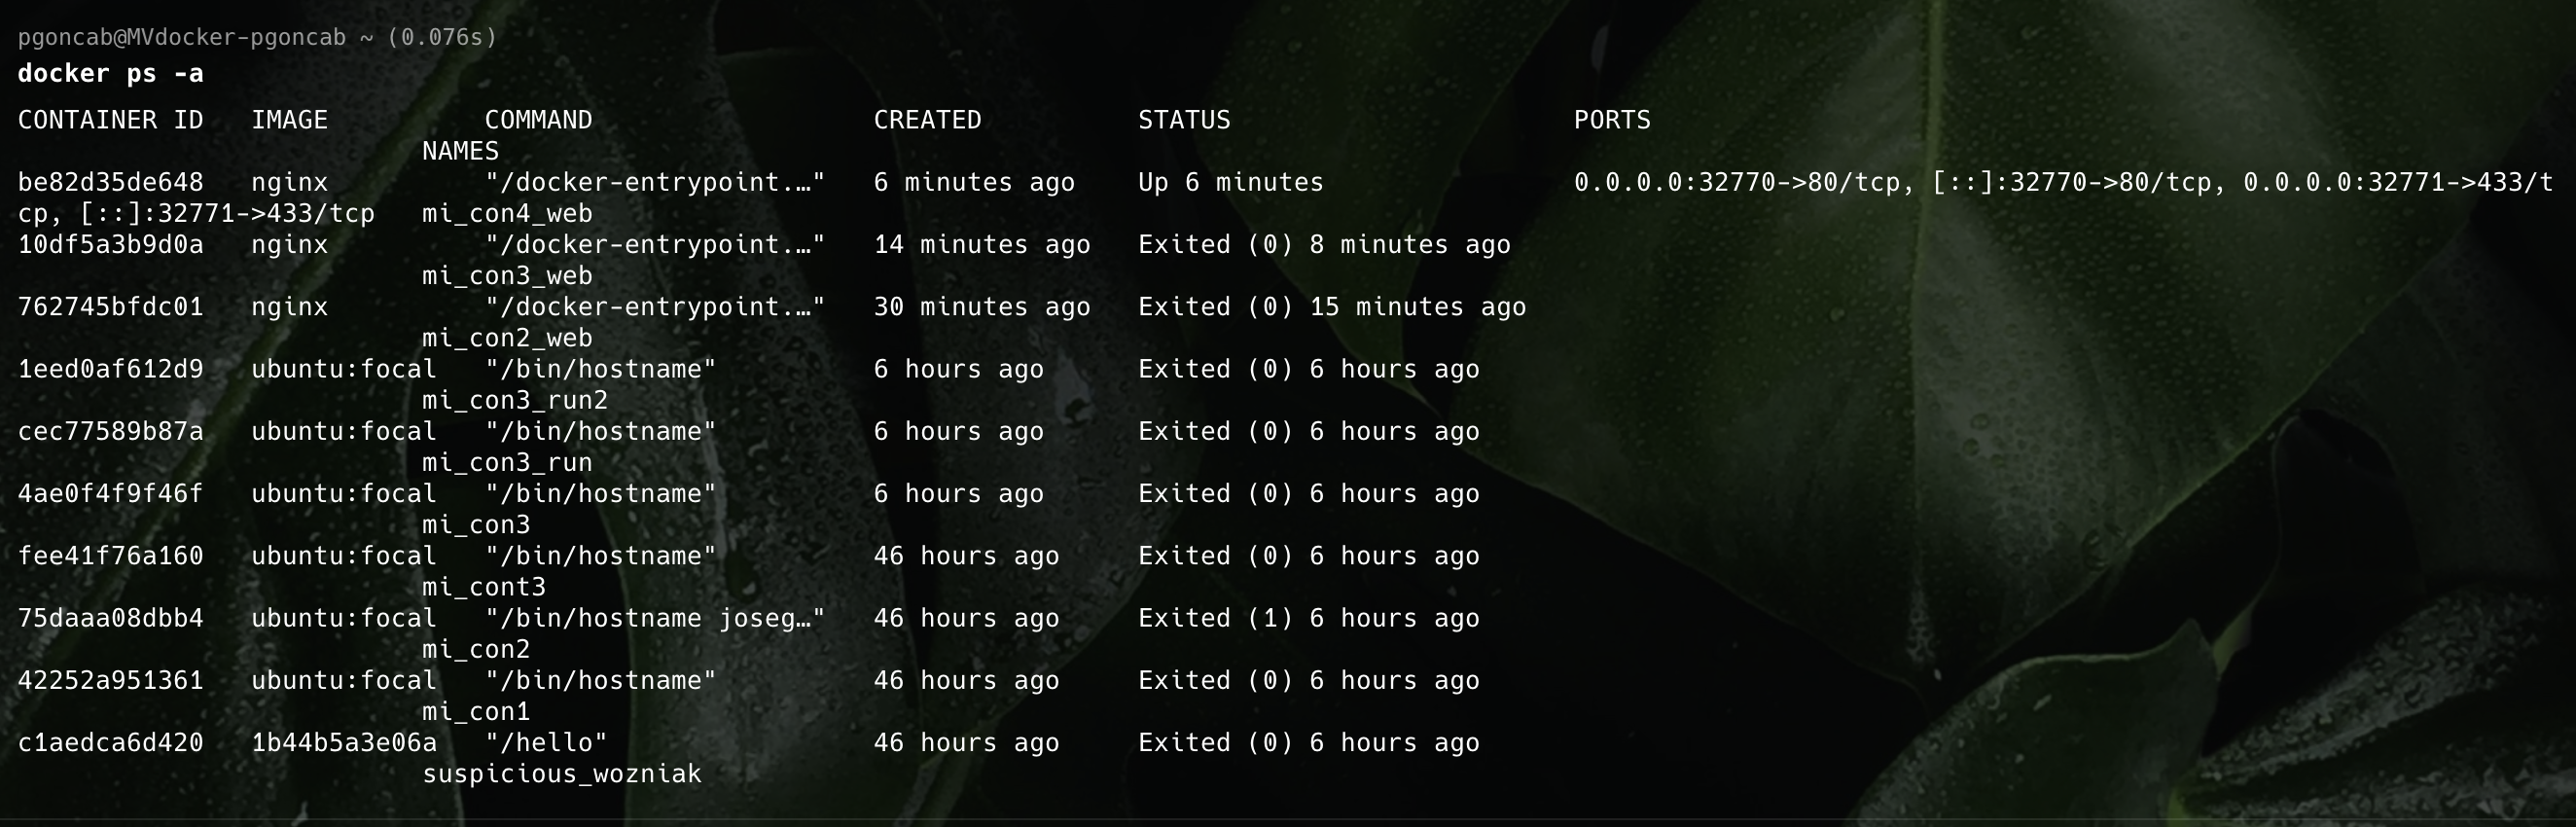 pgoncab@MVdocker-pgoncab ~ (0.076s)
docker ps -a
CONTAINER ID   IMAGE          COMMAND                  CREATED          STATUS                      PORTS
                          NAMES
be82d35de648   nginx          "/docker-entrypoint.…"   6 minutes ago    Up 6 minutes                0.0.0.0:32770->80/tcp, [::]:32770->80/tcp, 0.0.0.0:32771->433/t
cp, [::]:32771->433/tcp   mi_con4_web
10df5a3b9d0a   nginx          "/docker-entrypoint.…"   14 minutes ago   Exited (0) 8 minutes ago
                          mi_con3_web
762745bfdc01   nginx          "/docker-entrypoint.…"   30 minutes ago   Exited (0) 15 minutes ago
                          mi_con2_web
1eed0af612d9   ubuntu:focal   "/bin/hostname"          6 hours ago      Exited (0) 6 hours ago
                          mi_con3_run2
cec77589b87a   ubuntu:focal   "/bin/hostname"          6 hours ago      Exited (0) 6 hours ago
                          mi_con3_run
4ae0f4f9f46f   ubuntu:focal   "/bin/hostname"          6 hours ago      Exited (0) 6 hours ago
                          mi_con3
fee41f76a160   ubuntu:focal   "/bin/hostname"          46 hours ago     Exited (0) 6 hours ago
                          mi_cont3
75daaa08dbb4   ubuntu:focal   "/bin/hostname joseg…"   46 hours ago     Exited (1) 6 hours ago
                          mi_con2
42252a951361   ubuntu:focal   "/bin/hostname"          46 hours ago     Exited (0) 6 hours ago
                          mi_con1
c1aedca6d420   1b44b5a3e06a   "/hello"                 46 hours ago     Exited (0) 6 hours ago
                          suspicious_wozniak